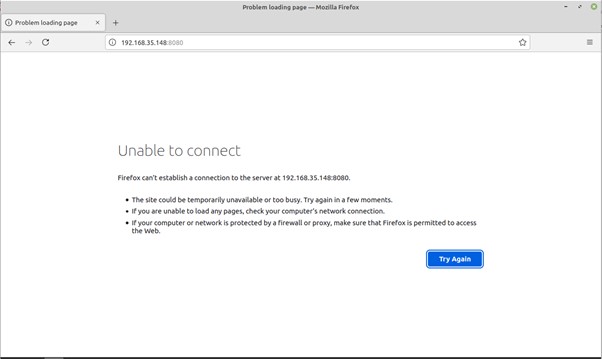 Problem loading page — Mozilla Firefox
Problem loading page
192.168.35.148:8080
Unable to connect
Firefox can't establish a connection to the server at 192.168.35.148:8080.
• The site could be temporarily unavailable or too busy. Try again in a few moments.
• If you are unable to load any pages, check your computer's network connection.
• If your computer or network is protected by a firewall or proxy, make sure that Firefox is permitted to access
the Web.
Try Again